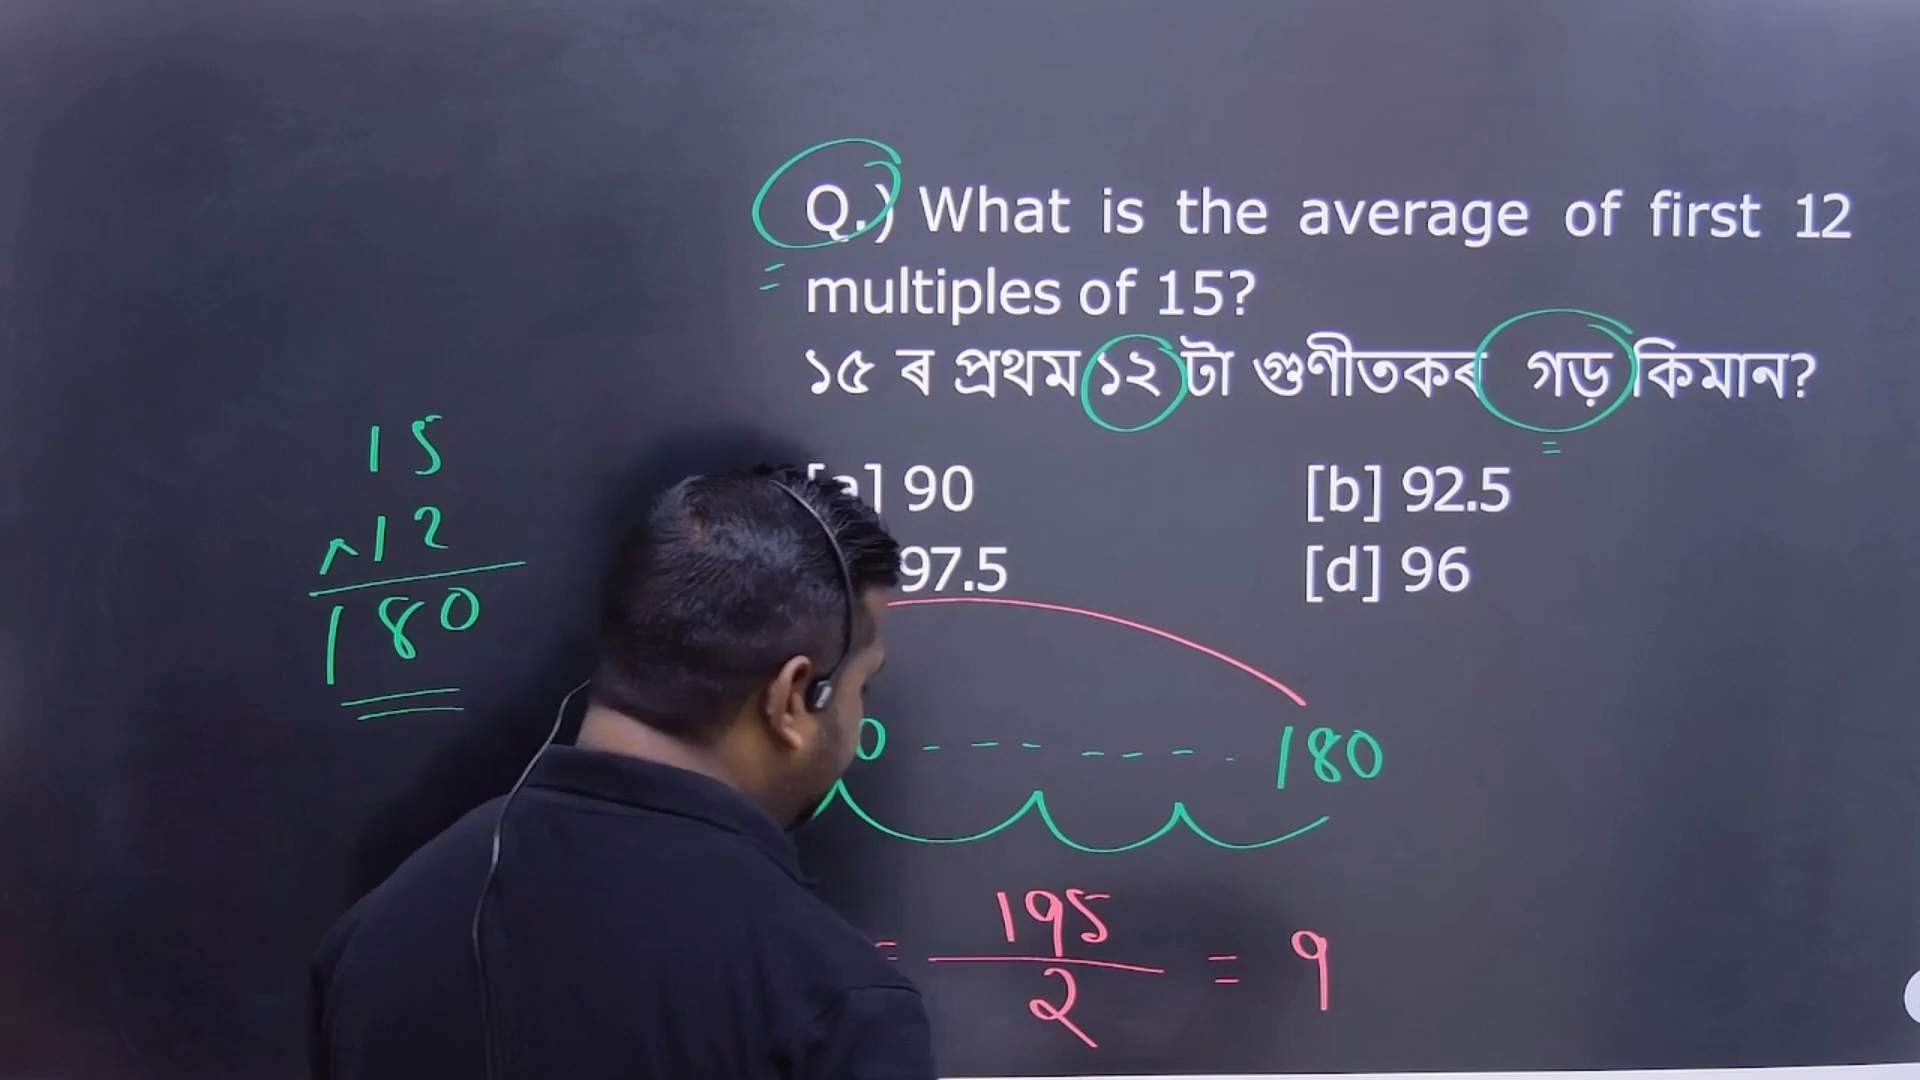 Q.) What is the average of first 12
multiples of 15?
১৫ ৰ প্ৰথম ১২ টা গুণীতকৰ গড় কিমান?
[a] 90 [b] 92.5
97.5 [d] 96
15
×12
180
0 - - - - - - - 180
= 195/2 = 9